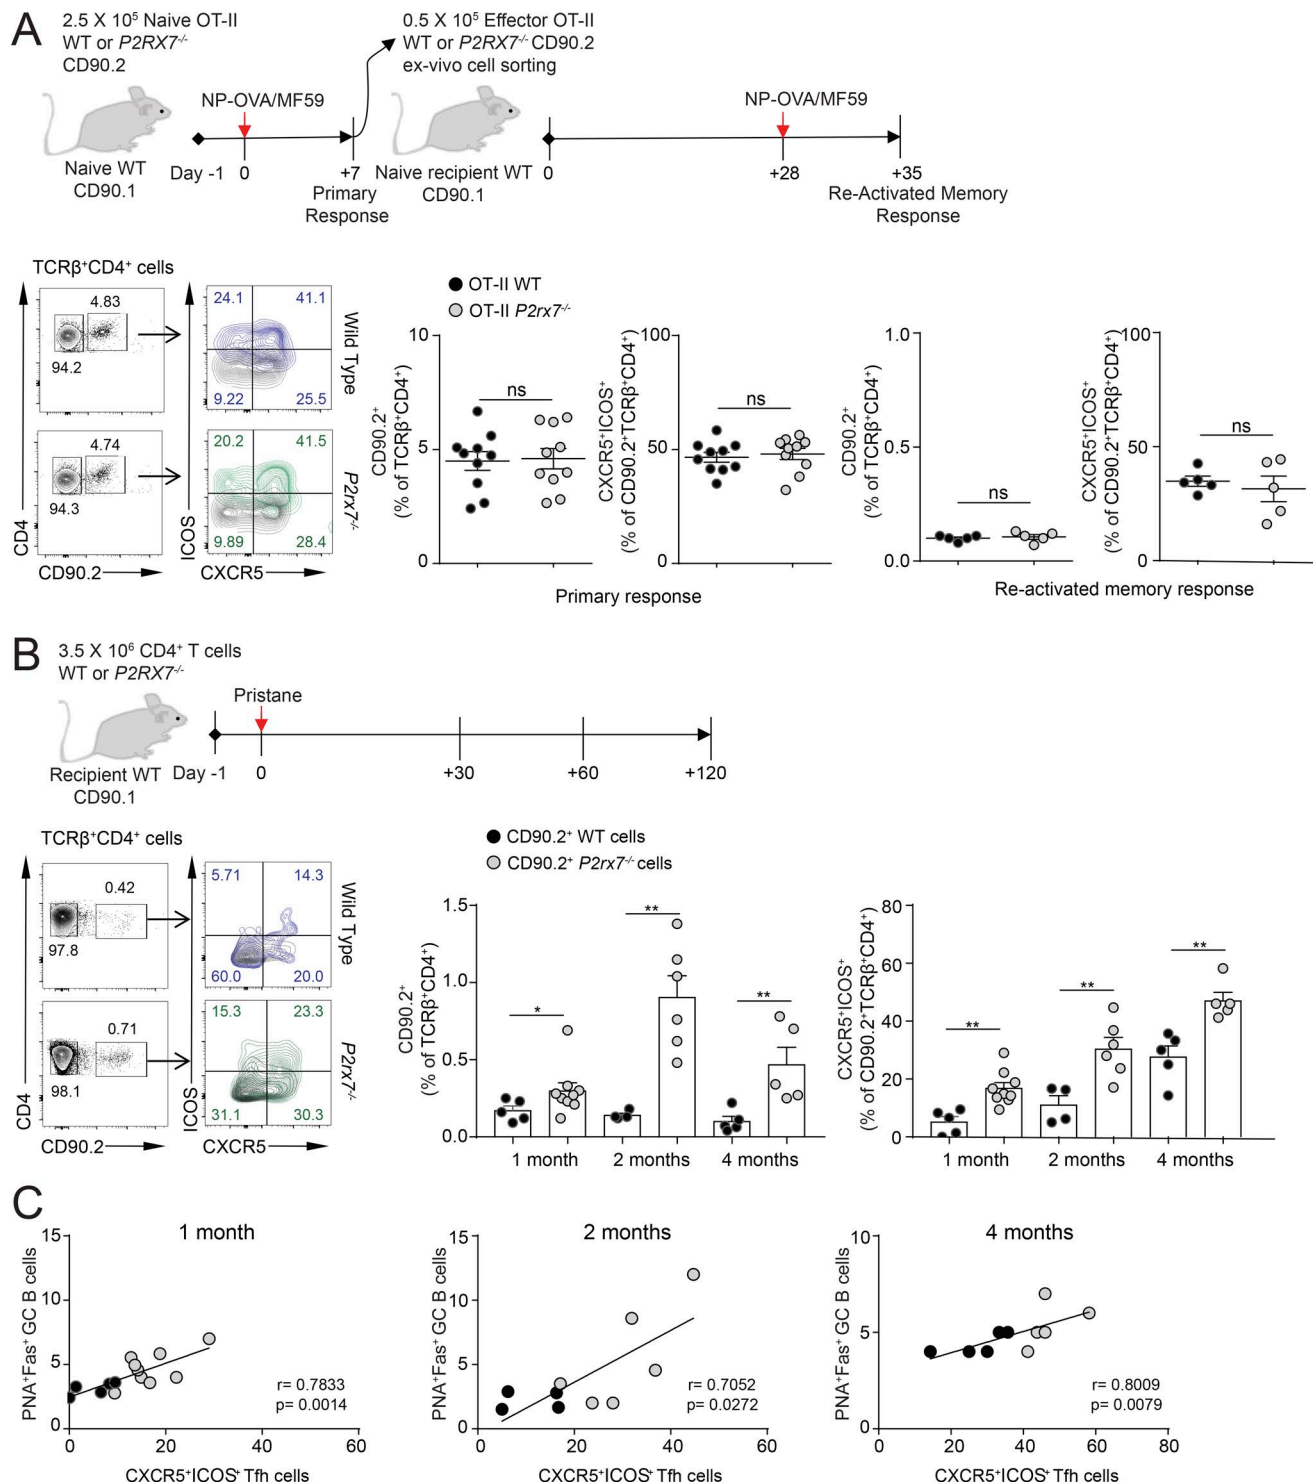 A
2.5 X 10⁵ Naive OT-II
WT or P2RX7-/-
CD90.2
0.5 X 10⁵ Effector OT-II
WT or P2RX7-/- CD90.2
ex-vivo cell sorting
NP-OVA/MF59
NP-OVA/MF59
Naive WT
CD90.1
Day -1
0
+7
Primary
Response
Naive recipient WT
CD90.1
0
+28
+35
Re-Activated Memory
Response
TCRβ⁺CD4⁺ cells
4.83
94.2
24.1 41.1
9.22 25.5
Wild Type
4.74
94.3
20.2 41.5
9.89 28.4
P2rx7-/-
CD4
CD90.2
ICOS
CXCR5
OT-II WT
OT-II P2rx7-/-
CD90.2⁺
(% of TCRβ⁺CD4⁺)
10
5
0
ns
CXCR5⁺ICOS⁺
(% of CD90.2⁺TCRβ⁺CD4⁺)
100
50
0
ns
Primary response
CD90.2⁺
(% of TCRβ⁺CD4⁺)
1.0
0.5
0.0
ns
CXCR5⁺ICOS⁺
(% of CD90.2⁺TCRβ⁺CD4⁺)
100
50
0
ns
Re-activated memory response
B
3.5 X 10⁶ CD4⁺ T cells
WT or P2RX7-/-
Pristane
Recipient WT
CD90.1
Day -1
0
+30
+60
+120
TCRβ⁺CD4⁺ cells
0.42
97.8
5.71 14.3
60.0 20.0
Wild Type
0.71
98.1
15.3 23.3
31.1 30.3
P2rx7-/-
CD4
CD90.2
ICOS
CXCR5
CD90.2⁺ WT cells
CD90.2⁺ P2rx7-/- cells
CD90.2⁺
(% of TCRβ⁺CD4⁺)
1.5
1.0
0.5
0.0
*
**
**
1 month
2 months
4 months
CXCR5⁺ICOS⁺
(% of CD90.2⁺TCRβ⁺CD4⁺)
80
60
40
20
0
**
**
**
1 month
2 months
4 months
C
1 month
PNA⁺Fas⁺ GC B cells
15
10
5
0
0 20 40 60
r= 0.7833
p= 0.0014
CXCR5⁺ICOS⁺ Tfh cells
2 months
PNA⁺Fas⁺ GC B cells
15
10
5
0
0 20 40 60
r= 0.7052
p= 0.0272
CXCR5⁺ICOS⁺ Tfh cells
4 months
PNA⁺Fas⁺ GC B cells
10
5
0
0 20 40 60 80
r= 0.8009
p= 0.0079
CXCR5⁺ICOS⁺ Tfh cells